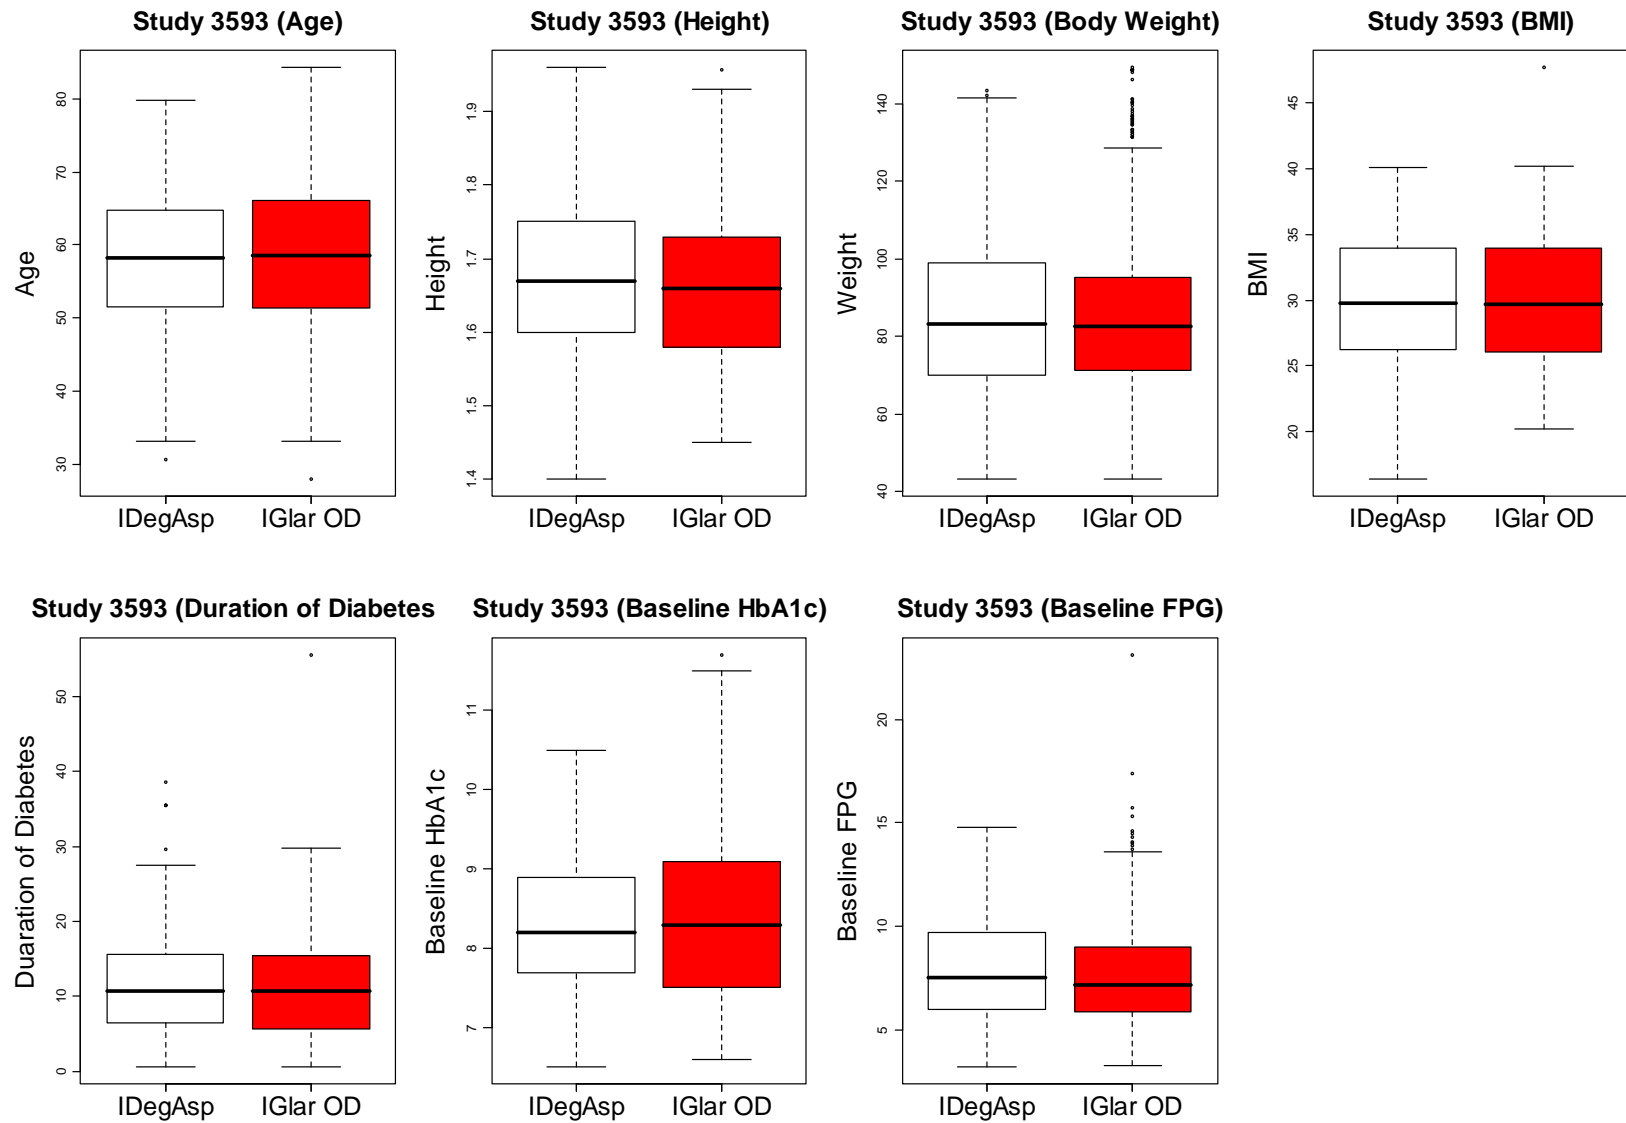 Study 3593 (Age)
Study 3593 (Height)
Study 3593 (Body Weight)
Study 3593 (BMI)
Age
30
40
50
60
70
80
IDegAsp
IGlar OD
Height
1.4
1.5
1.6
1.7
1.8
1.9
IDegAsp
IGlar OD
Weight
40
60
80
100
120
140
IDegAsp
IGlar OD
BMI
20
25
30
35
40
45
IDegAsp
IGlar OD
Study 3593 (Duration of Diabetes
Study 3593 (Baseline HbA1c)
Study 3593 (Baseline FPG)
Duaration of Diabetes
0
10
20
30
40
50
IDegAsp
IGlar OD
Baseline HbA1c
7
8
9
10
11
IDegAsp
IGlar OD
Baseline FPG
5
10
15
20
IDegAsp
IGlar OD